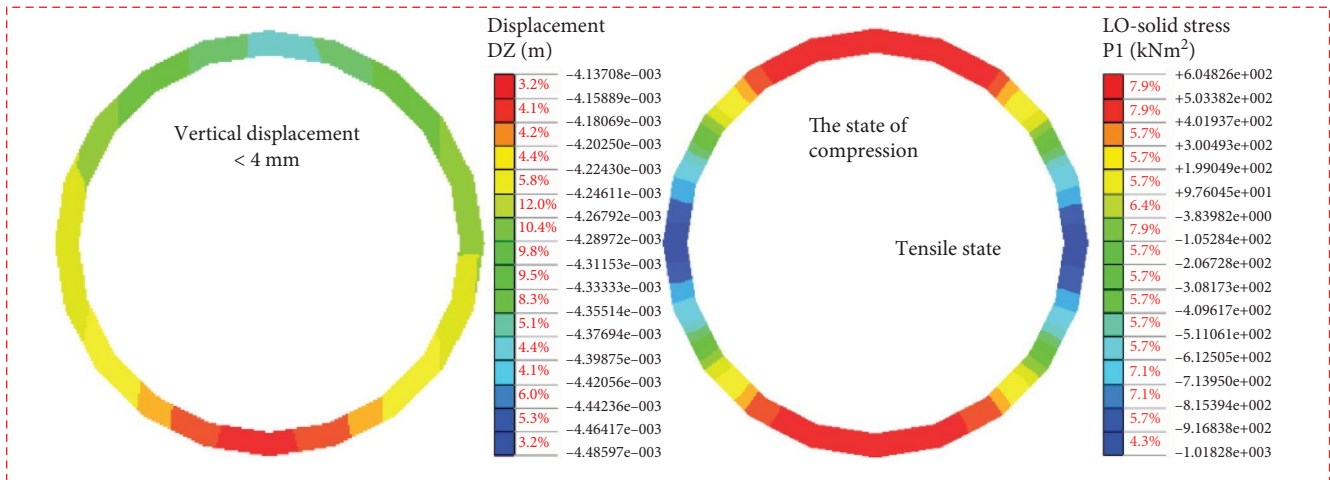 Vertical displacement
< 4 mm
Displacement
DZ (m)
3.2%
4.1%
4.2%
4.4%
5.8%
12.0%
10.4%
9.8%
9.5%
8.3%
5.1%
4.4%
4.1%
6.0%
5.3%
3.2%
−4.13708e–003
−4.15889e–003
−4.18069e–003
−4.20250e–003
−4.22430e–003
−4.24611e–003
−4.26792e–003
−4.28972e–003
−4.31153e–003
−4.33333e–003
−4.35514e–003
−4.37694e–003
−4.39875e–003
−4.42056e–003
−4.44236e–003
−4.46417e–003
−4.48597e–003
The state of
compression
Tensile state
LO-solid stress
P1 (kNm²)
7.9%
7.9%
5.7%
5.7%
5.7%
6.4%
7.9%
5.7%
5.7%
5.7%
5.7%
5.7%
7.1%
7.1%
5.7%
4.3%
+6.04826e+002
+5.03382e+002
+4.01937e+002
+3.00493e+002
+1.99049e+002
+9.76045e+001
−3.83982e+000
−1.05284e+002
−2.06728e+002
−3.08173e+002
−4.09617e+002
−5.11061e+002
−6.12505e+002
−7.13950e+002
−8.15394e+002
−9.16838e+002
−1.01828e+003